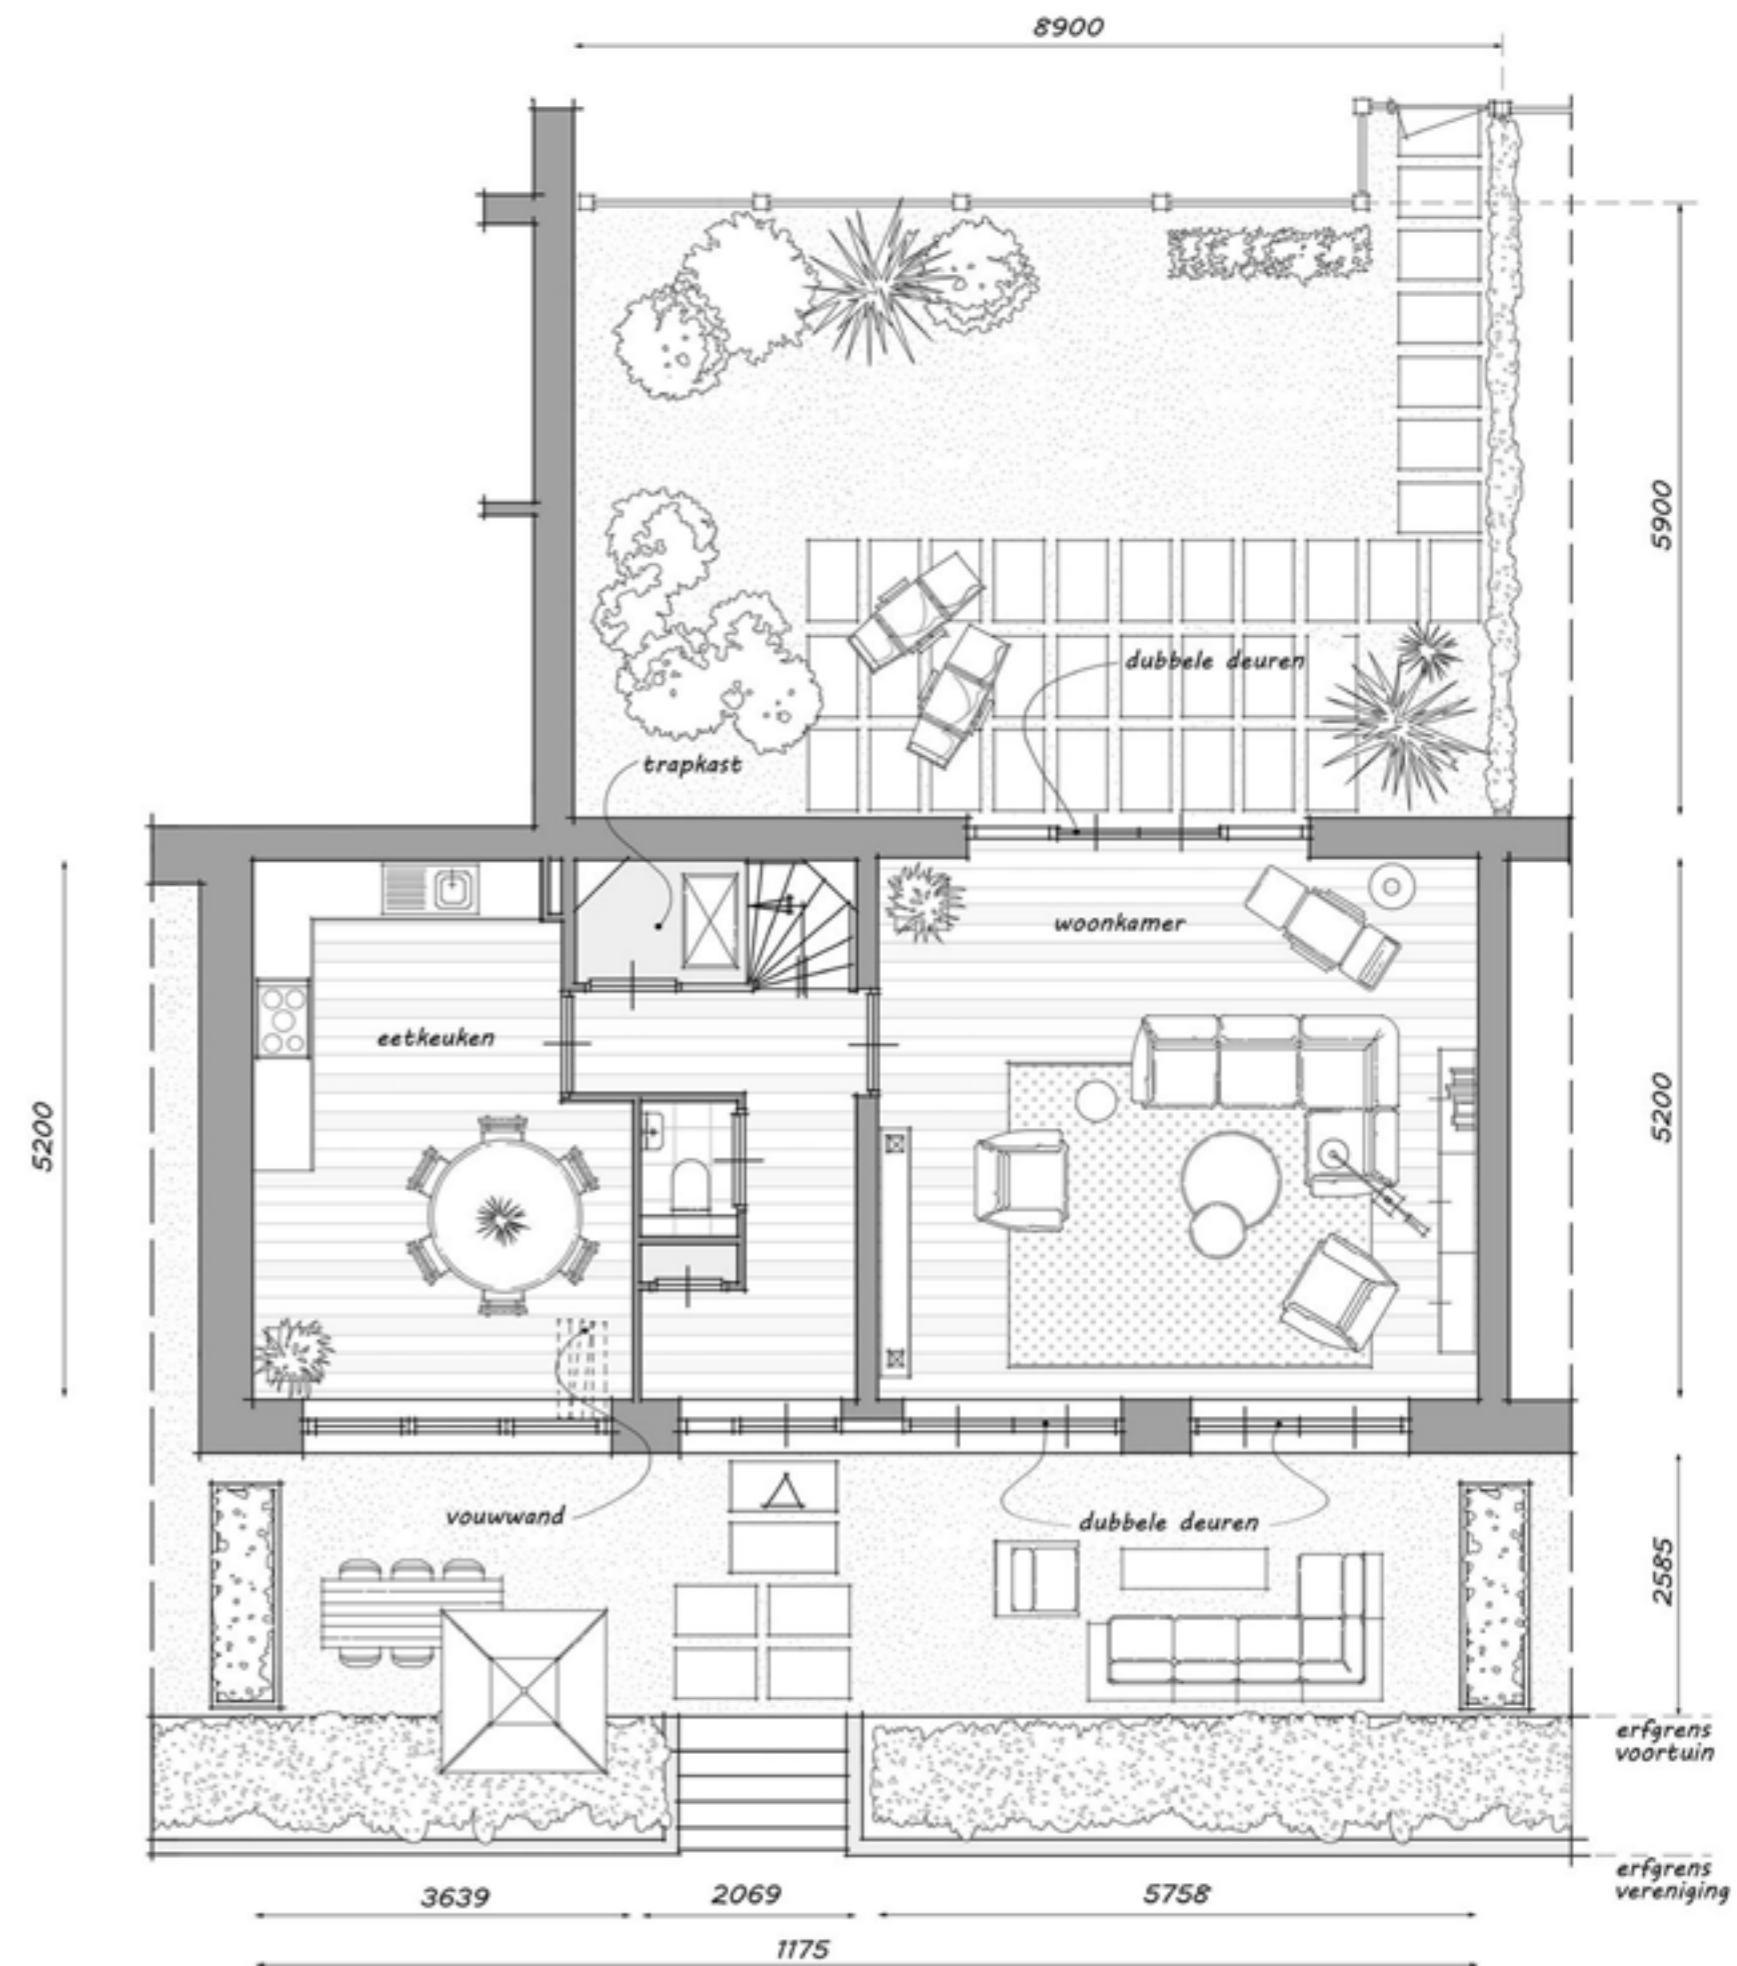 8900
5900
dubbele deuren
trapkast
woonkamer
eetkeuken
5200
5200
vouwwand
dubbele deuren
2585
erfgrens
voortuin
erfgrens
vereniging
3639
2069
5758
1175